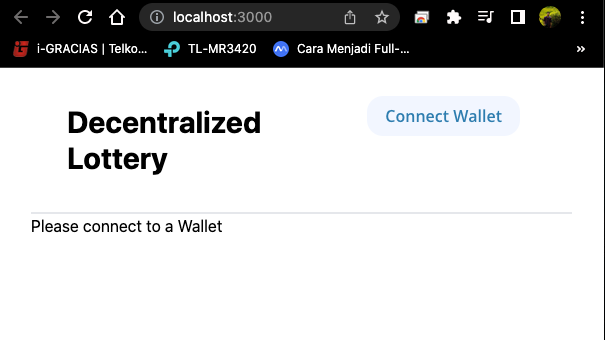 localhost:3000
i-GRACIAS | Telko... TL-MR3420 Cara Menjadi Full-... »
Decentralized
Lottery
Connect Wallet
Please connect to a Wallet